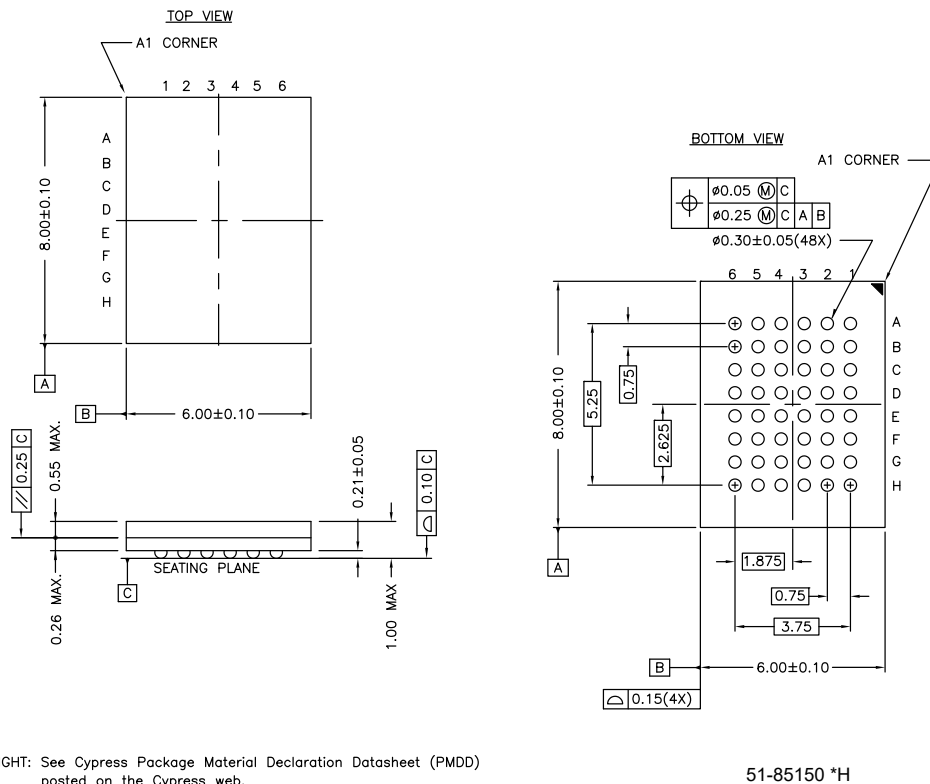 TOP VIEW
A1 CORNER
1 2 3 4 5 6
A
B
C
D
E
F
G
H
8.00±0.10
A
B
6.00±0.10
0.25 C
0.55 MAX.
0.21±0.05
0.10 C
SEATING PLANE
C
0.26 MAX.
1.00 MAX
BOTTOM VIEW
A1 CORNER
⌀0.05 Ⓜ C
⌀0.25 Ⓜ C A B
⌀0.30±0.05(48X)
6 5 4 3 2 1
A
B
C
D
E
F
G
H
8.00±0.10
5.25
0.75
2.625
A
1.875
0.75
3.75
B
6.00±0.10
0.15(4X)
GHT: See Cypress Package Material Declaration Datasheet (PMDD)
posted on the Cypress web.
51-85150 *H